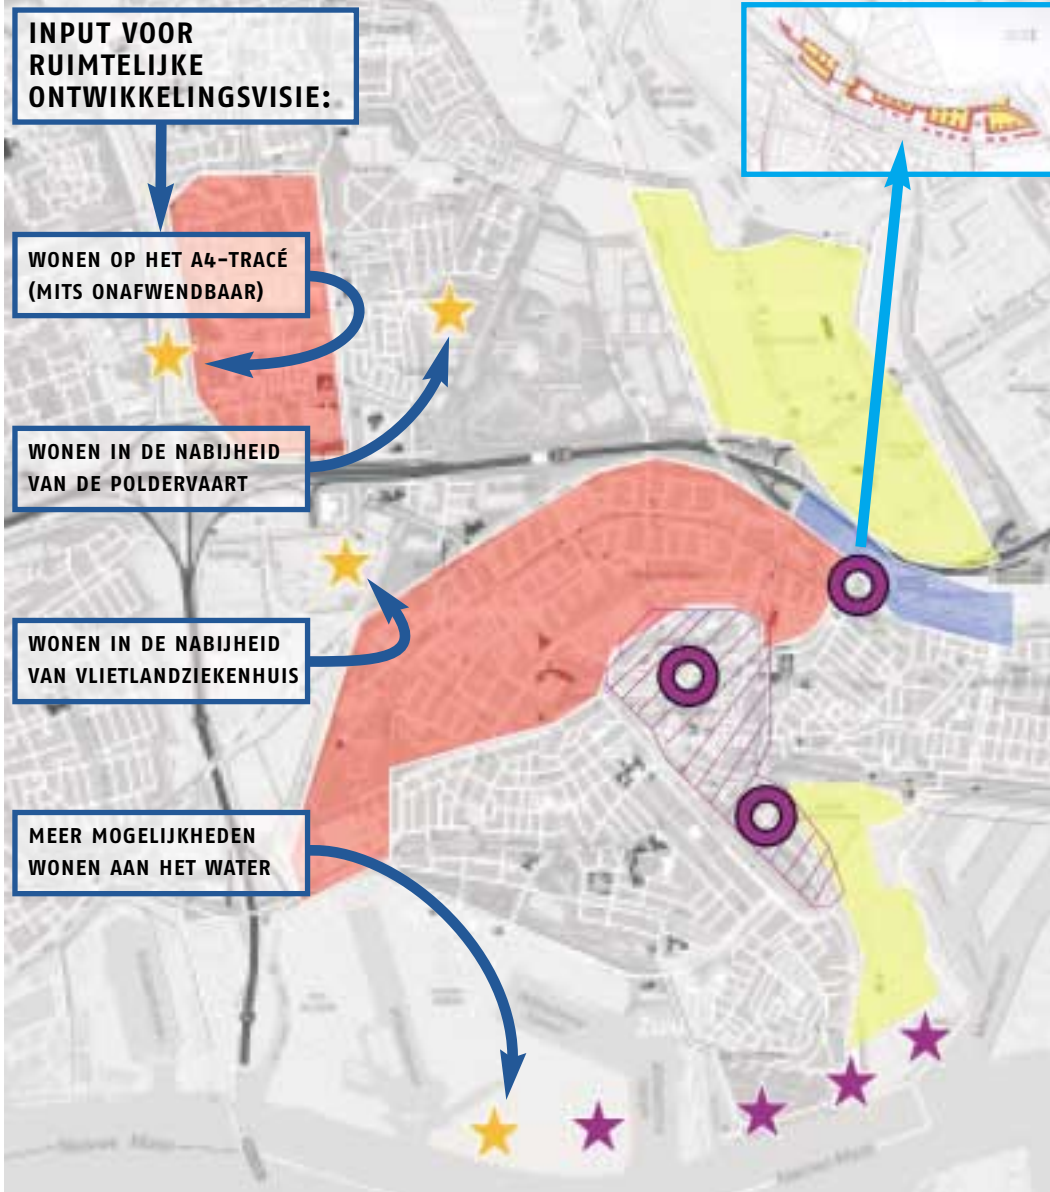 INPUT VOOR
RUIMTELIJKE
ONTWIKKELINGSVISIE:
WONEN OP HET A4-TRACÉ
(MITS ONAFWENDBAAR)
WONEN IN DE NABIJHEID
VAN DE POLDERVAART
WONEN IN DE NABIJHEID
VAN VLIETLANDZIEKENHUIS
MEER MOGELIJKHEDEN
WONEN AAN HET WATER